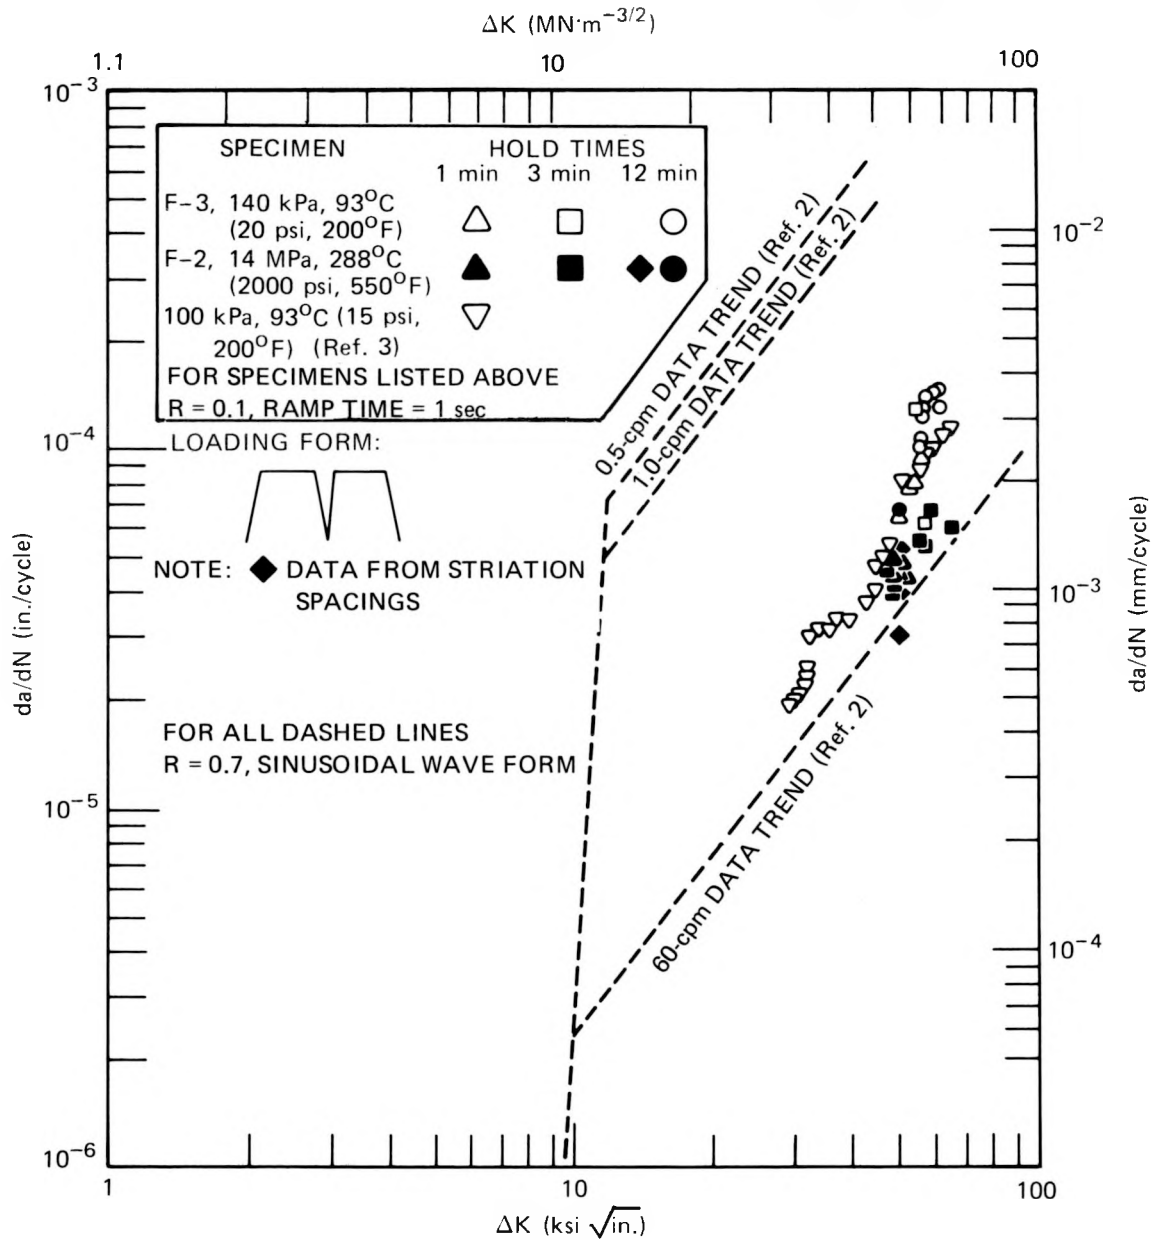 ΔK (MN·m⁻³/²)
1.1 10 100
10⁻³
SPECIMEN HOLD TIMES
1 min 3 min 12 min
F-3, 140 kPa, 93°C
(20 psi, 200°F)
F-2, 14 MPa, 288°C
(2000 psi, 550°F)
100 kPa, 93°C (15 psi,
200°F) (Ref. 3)
FOR SPECIMENS LISTED ABOVE
R = 0.1, RAMP TIME = 1 sec
0.5-cpm DATA TREND (Ref. 2)
1.0-cpm DATA TREND (Ref. 2)
10⁻²
10⁻⁴
LOADING FORM:
NOTE: ◆ DATA FROM STRIATION
SPACINGS
da/dN (in./cycle)
da/dN (mm/cycle)
10⁻³
FOR ALL DASHED LINES
R = 0.7, SINUSOIDAL WAVE FORM
60-cpm DATA TREND (Ref. 2)
10⁻⁵
10⁻⁴
10⁻⁶
1 10 100
ΔK (ksi √in.)